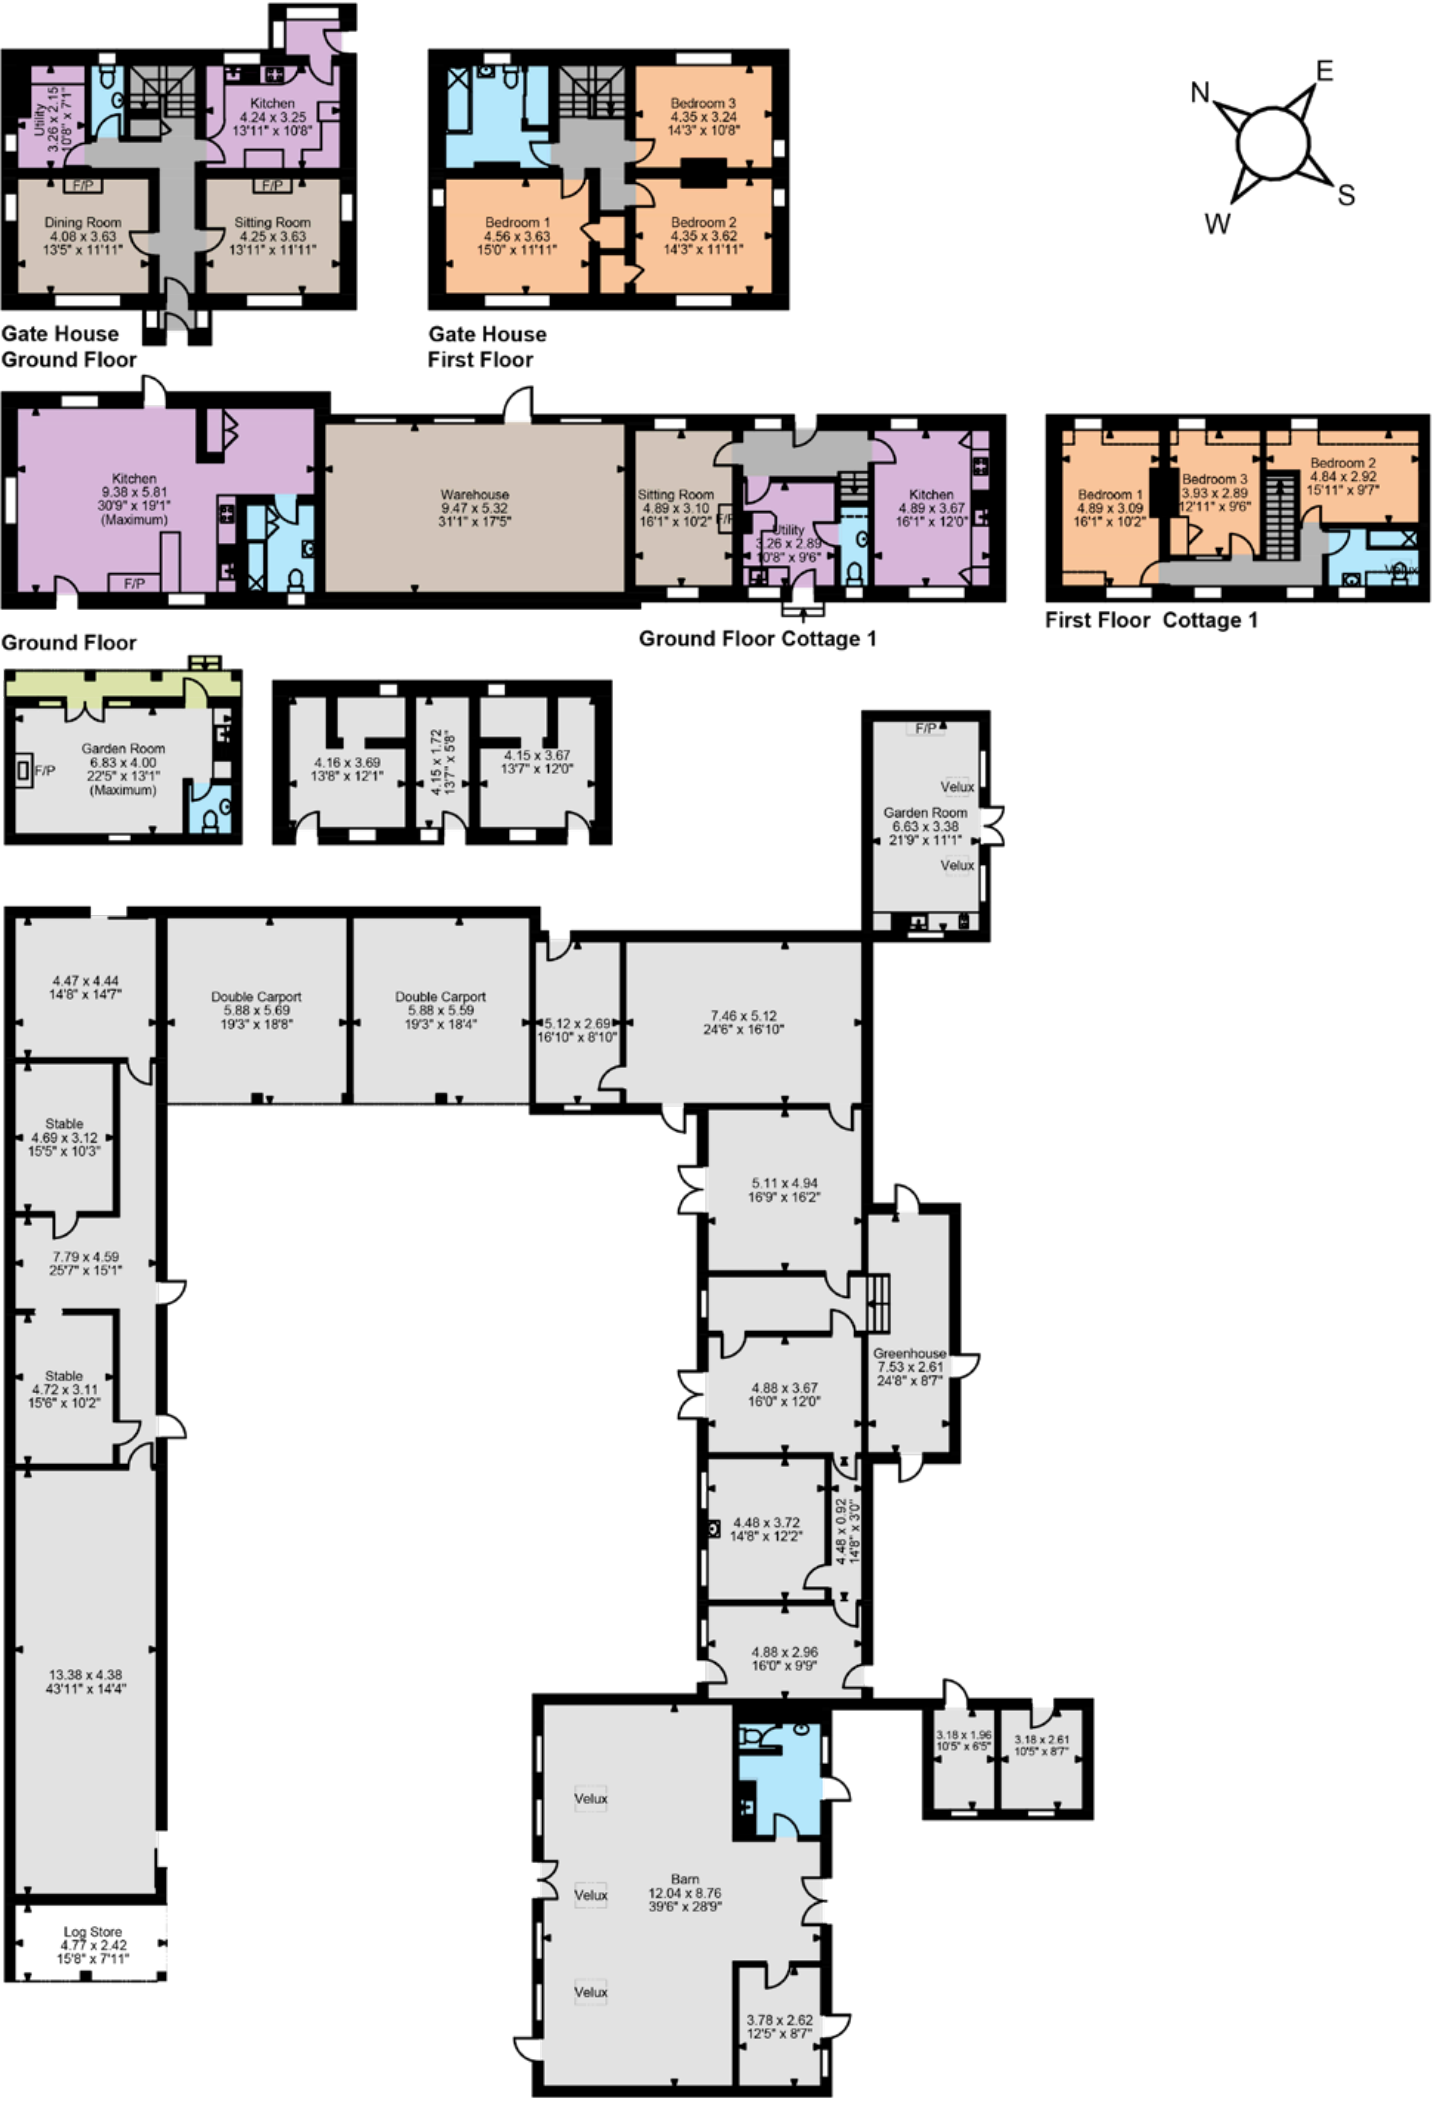 N
E
W
S
Utility
3.26 x 2.15
10'8" x 7'1"
Kitchen
4.24 x 3.25
13'11" x 10'8"
F/P
F/P
Dining Room
4.08 x 3.63
13'5" x 11'11"
Sitting Room
4.25 x 3.63
13'11" x 11'11"
Gate House
Ground Floor
Bedroom 3
4.35 x 3.24
14'3" x 10'8"
Bedroom 1
4.56 x 3.63
15'0" x 11'11"
Bedroom 2
4.35 x 3.62
14'3" x 11'11"
Gate House
First Floor
Kitchen
9.38 x 5.81
30'9" x 19'1"
(Maximum)
F/P
Warehouse
9.47 x 5.32
31'1" x 17'5"
Ground Floor
Sitting Room
4.89 x 3.10
16'1" x 10'2"
F/P
Utility
3.26 x 2.89
10'8" x 9'6"
Kitchen
4.89 x 3.67
16'1" x 12'0"
Ground Floor Cottage 1
Bedroom 1
4.89 x 3.09
16'1" x 10'2"
Bedroom 3
3.93 x 2.89
12'11" x 9'6"
Bedroom 2
4.84 x 2.92
15'11" x 9'7"
Velux
First Floor Cottage 1
Garden Room
6.83 x 4.00
22'5" x 13'1"
(Maximum)
F/P
4.16 x 3.69
13'8" x 12'1"
4.15 x 1.72
13'7" x 5'8"
4.15 x 3.67
13'7" x 12'0"
F/P
Velux
Garden Room
6.63 x 3.38
21'9" x 11'1"
Velux
4.47 x 4.44
14'8" x 14'7"
Double Carport
5.88 x 5.69
19'3" x 18'8"
Double Carport
5.88 x 5.59
19'3" x 18'4"
5.12 x 2.69
16'10" x 8'10"
7.46 x 5.12
24'6" x 16'10"
Stable
4.69 x 3.12
15'5" x 10'3"
7.79 x 4.59
25'7" x 15'1"
Stable
4.72 x 3.11
15'6" x 10'2"
13.38 x 4.38
43'11" x 14'4"
Log Store
4.77 x 2.42
15'8" x 7'11"
5.11 x 4.94
16'9" x 16'2"
Greenhouse
7.53 x 2.61
24'8" x 8'7"
4.88 x 3.67
16'0" x 12'0"
4.48 x 3.72
14'8" x 12'2"
4.48 x 0.92
14'8" x 3'0"
4.88 x 2.96
16'0" x 9'9"
3.18 x 1.96
10'5" x 6'5"
3.18 x 2.61
10'5" x 8'7"
Velux
Velux
Velux
Barn
12.04 x 8.76
39'6" x 28'9"
3.78 x 2.62
12'5" x 8'7"